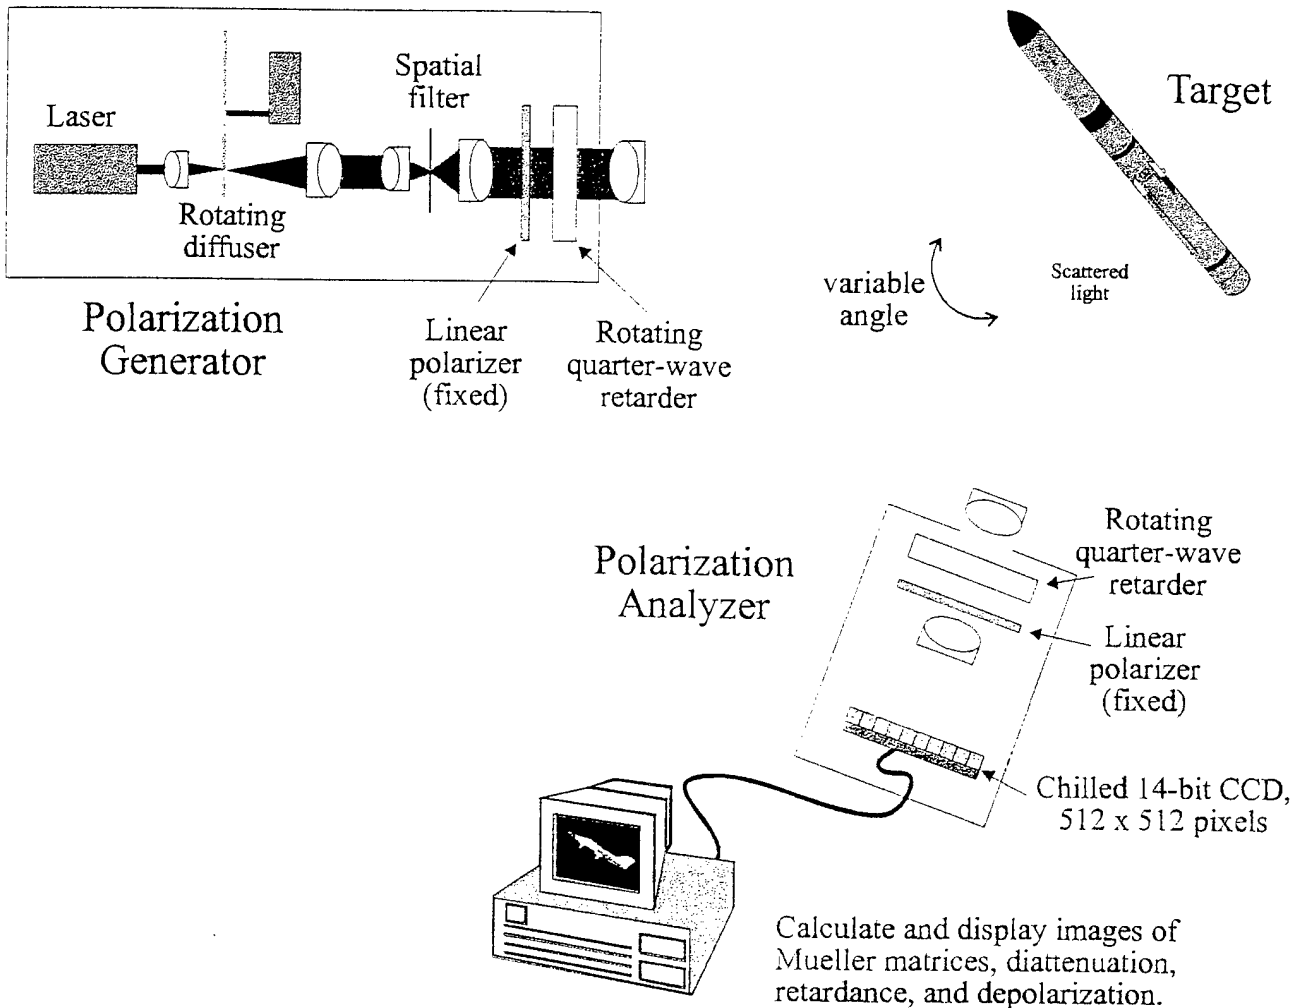 Laser
Rotating
diffuser
Spatial
filter
Target
Polarization
Generator
Linear
polarizer
(fixed)
Rotating
quarter-wave
retarder
variable
angle
Scattered
light
Polarization
Analyzer
Rotating
quarter-wave
retarder
Linear
polarizer
(fixed)
Chilled 14-bit CCD,
512 x 512 pixels
Calculate and display images of
Mueller matrices, diattenuation,
retardance, and depolarization.